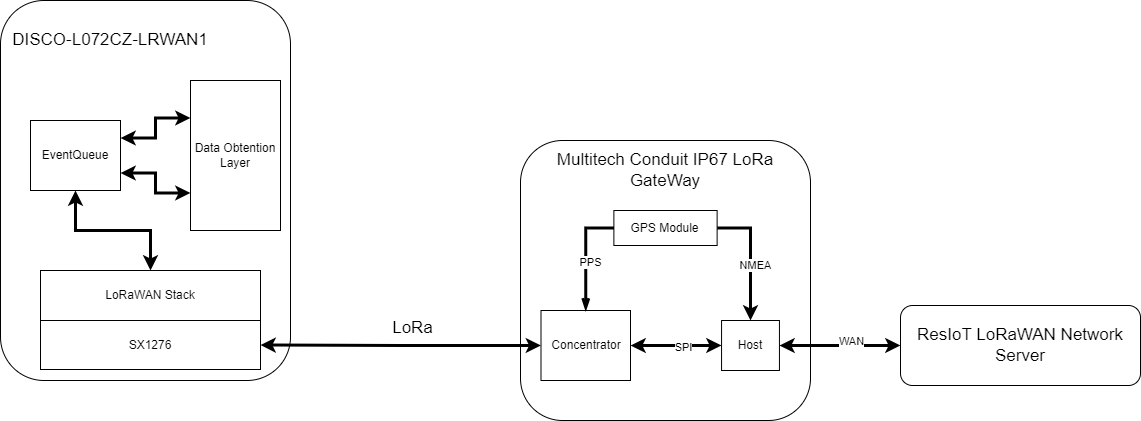 DISCO-L072CZ-LRWAN1
EventQueue
Data Obtention
Layer
LoRaWAN Stack
SX1276
LoRa
Multitech Conduit IP67 LoRa
GateWay
GPS Module
PPS
NMEA
Concentrator
SPI
Host
WAN
ResIoT LoRaWAN Network
Server